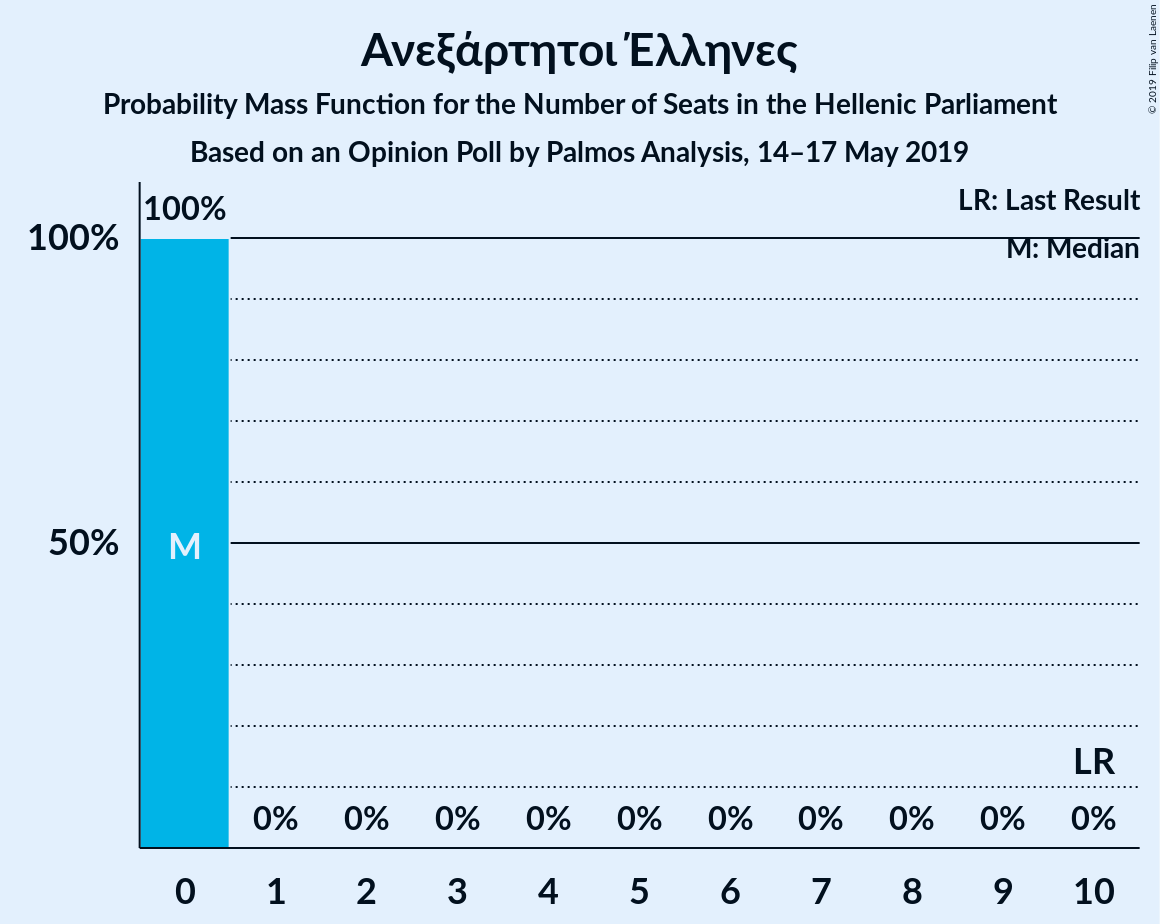 Ανεξάρτητοι Έλληνες
Probability Mass Function for the Number of Seats in the Hellenic Parliament
Based on an Opinion Poll by Palmos Analysis, 14–17 May 2019
© 2019 Filip van Laenen
LR: Last Result
M: Median
100%
100%
50%
M
LR
0% 0% 0% 0% 0% 0% 0% 0% 0% 0%
0 1 2 3 4 5 6 7 8 9 10